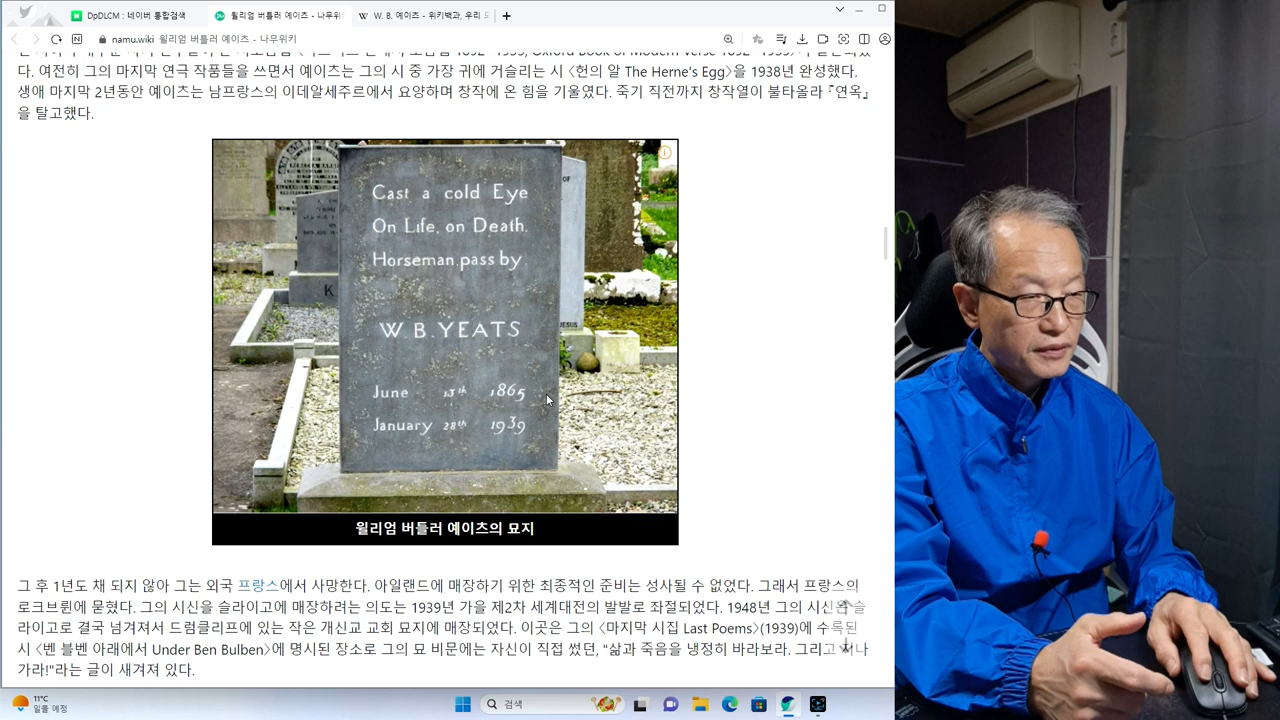 DpDLCM : 네이버 통합검색
윌리엄 버틀러 예이츠 - 나무위키
W. B. 예이츠 - 위키백과, 우리 모
namu.wiki 윌리엄 버틀러 예이츠 - 나무위키
다. 여전히 그의 마지막 연극 작품들을 쓰면서 예이츠는 그의 시 중 가장 귀에 거슬리는 시 〈헌의 알 The Herne's Egg〉을 1938년 완성했다.
생애 마지막 2년동안 예이츠는 남프랑스의 이데알세주르에서 요양하며 창작에 온 힘을 기울였다. 죽기 직전까지 창작열이 불타올라 『연옥』
을 탈고했다.
Cast a cold Eye
On Life, on Death.
Horseman, pass by
W. B. YEATS
June 13th 1865
January 28th 1939
OF
JESUS
K
윌리엄 버틀러 예이츠의 묘지
그 후 1년도 채 되지 않아 그는 외국 프랑스에서 사망한다. 아일랜드에 매장하기 위한 최종적인 준비는 성사될 수 없었다. 그래서 프랑스의
로크브륀에 묻혔다. 그의 시신을 슬라이고에 매장하려는 의도는 1939년 가을 제2차 세계대전의 발발로 좌절되었다. 1948년 그의 시신은 슬
라이고로 결국 넘겨져서 드럼클리프에 있는 작은 개신교 교회 묘지에 매장되었다. 이곳은 그의 〈마지막 시집 Last Poems〉(1939)에 수록된
시 〈벤 불벤 아래에서 Under Ben Bulben〉에 명시된 장소로 그의 묘 비문에는 자신이 직접 썼던, "삶과 죽음을 냉정히 바라보라. 그리고 지나
가라!"라는 글이 새겨져 있다.
11°C
일몰 예정
검색